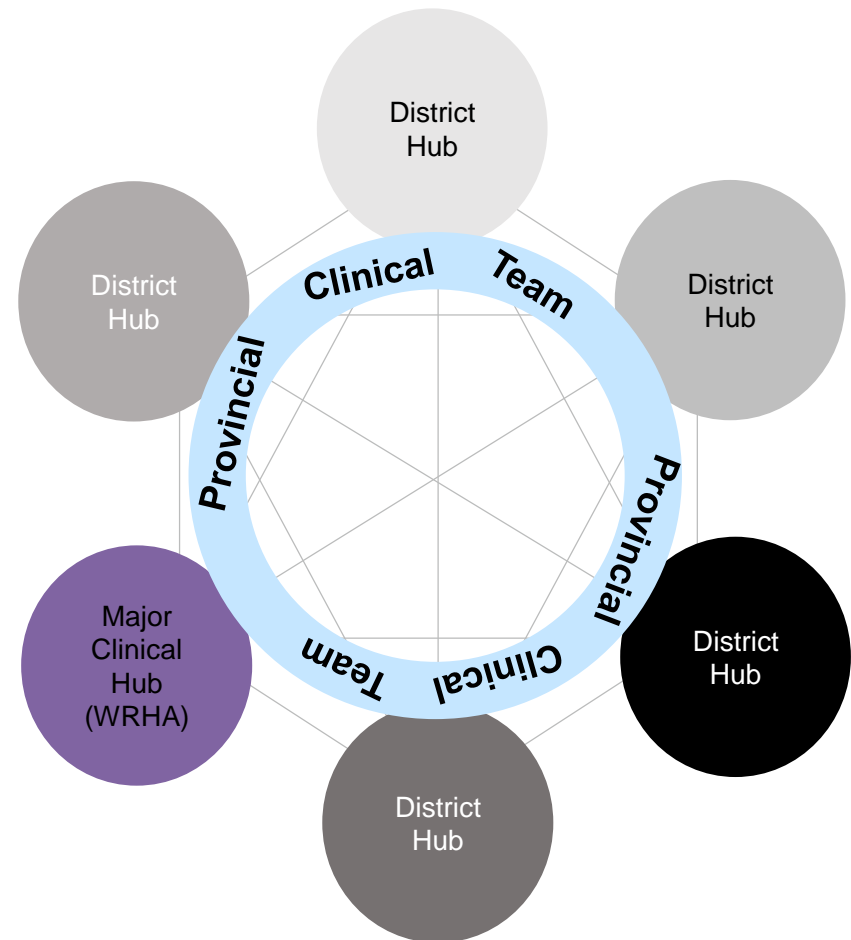 District
Hub
District
Hub
District
Hub
Provincial Clinical Team
Provincial Clinical Team
Major
Clinical
Hub
(WRHA)
District
Hub
District
Hub